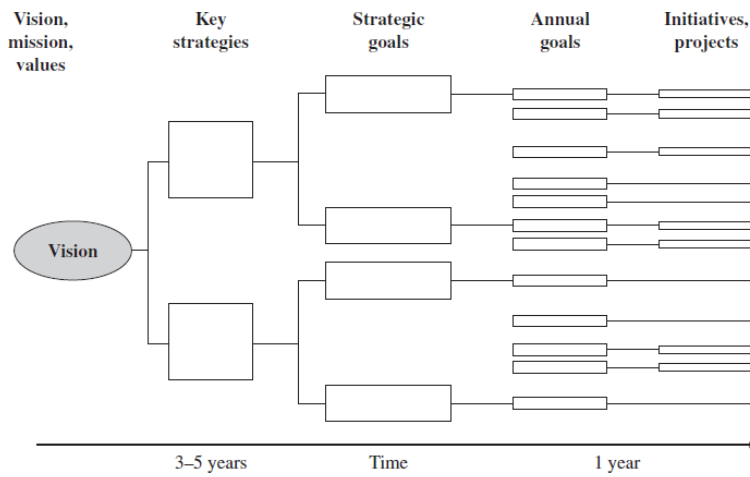 Vision,
mission,
values
Key
strategies
Strategic
goals
Annual
goals
Initiatives,
projects
Vision
3–5 years
Time
1 year